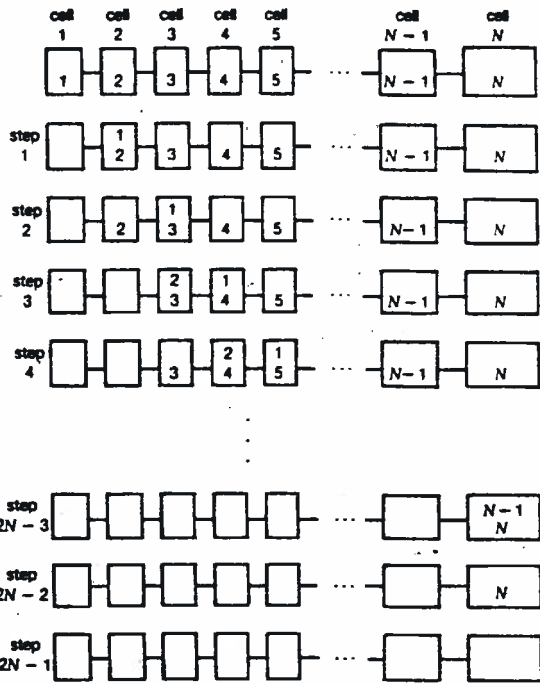 cell cell cell cell cell cell cell
1 2 3 4 5 N − 1 N
1 2 3 4 5 ... N − 1 N
step 1
1 2 3 4 5 ... N − 1 N
step 1
2 2 3 4 5 ... N − 1 N
step 2 1
3 3 4 5 ... N − 1 N
step 2 1
4 3 4 5 ... N − 1 N
step N − 1
2N − 3 ... N
step
2N − 2 ... N
step
2N − 1 ...